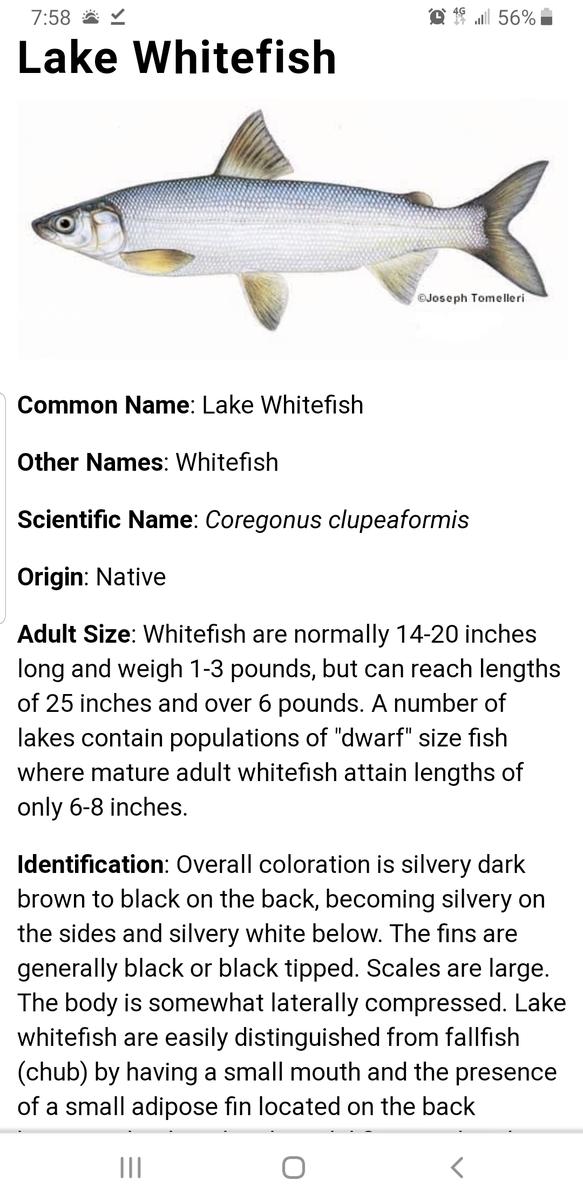 7:58
4G
56%
Lake Whitefish
©Joseph Tomelleri
Common Name: Lake Whitefish
Other Names: Whitefish
Scientific Name: Coregonus clupeaformis
Origin: Native
Adult Size: Whitefish are normally 14-20 inches
long and weigh 1-3 pounds, but can reach lengths
of 25 inches and over 6 pounds. A number of
lakes contain populations of "dwarf" size fish
where mature adult whitefish attain lengths of
only 6-8 inches.
Identification: Overall coloration is silvery dark
brown to black on the back, becoming silvery on
the sides and silvery white below. The fins are
generally black or black tipped. Scales are large.
The body is somewhat laterally compressed. Lake
whitefish are easily distinguished from fallfish
(chub) by having a small mouth and the presence
of a small adipose fin located on the back